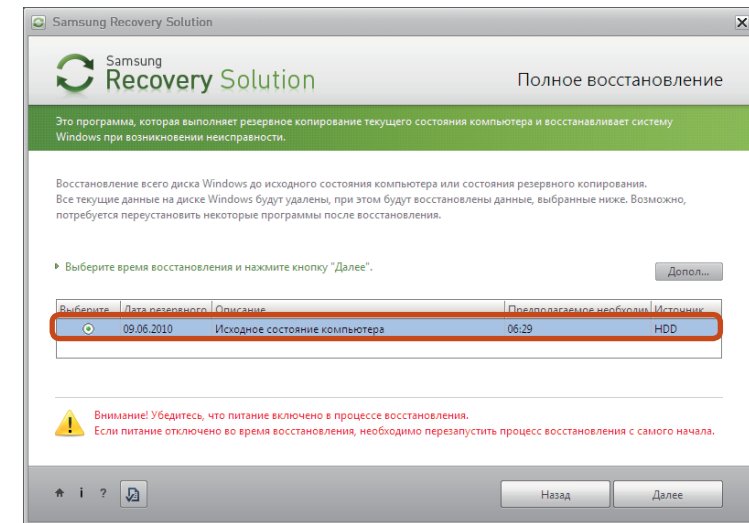 Samsung Recovery Solution
Samsung
Recovery Solution
Полное восстановление
Это программа, которая выполняет резервное копирование текущего состояния компьютера и восстанавливает систему
Windows при возникновении неисправности.
Восстановление всего диска Windows до исходного состояния компьютера или состояния резервного копирования.
Все текущие данные на диске Windows будут удалены, при этом будут восстановлены данные, выбранные ниже. Возможно,
потребуется переустановить некоторые программы после восстановления.
Выберите время восстановления и нажмите кнопку "Далее".
Допол...
Выберите Дата резервного Описание Предполагаемое необходим Источник
09.06.2010 Исходное состояние компьютера 06:29 HDD
Внимание! Убедитесь, что питание включено в процессе восстановления.
Если питание отключено во время восстановления, необходимо перезапустить процесс восстановления с самого начала.
i ? Назад Далее